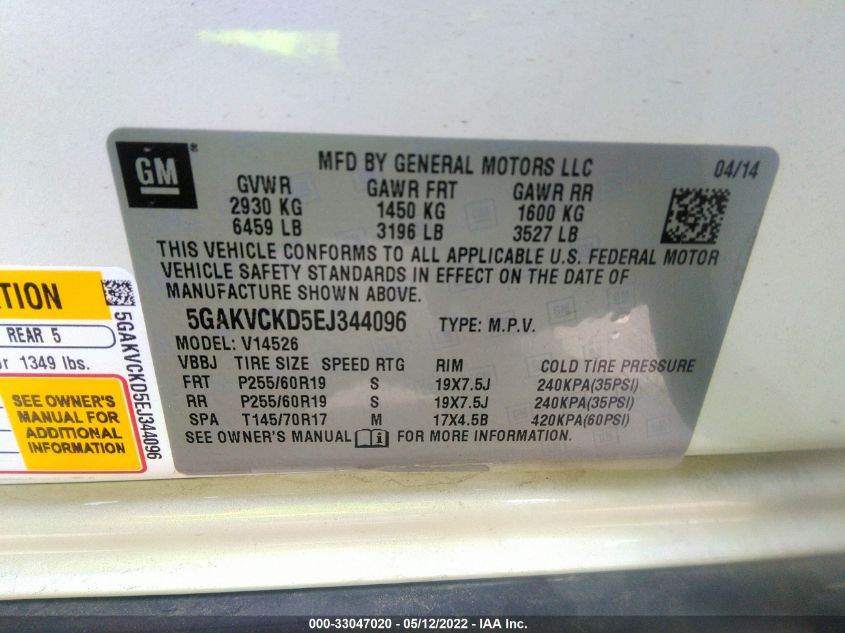 GM ®
MFD BY GENERAL MOTORS LLC 04/14
GVWR GAWR FRT GAWR RR
2930 KG 1450 KG 1600 KG
6459 LB 3196 LB 3527 LB
THIS VEHICLE CONFORMS TO ALL APPLICABLE U.S. FEDERAL MOTOR
VEHICLE SAFETY STANDARDS IN EFFECT ON THE DATE OF
MANUFACTURE SHOWN ABOVE.
5GAKVCKD5EJ344096 TYPE: M.P.V.
MODEL: V14526
VBBJ TIRE SIZE SPEED RTG RIM COLD TIRE PRESSURE
FRT P255/60R19 S 19X7.5J 240KPA(35PSI)
RR P255/60R19 S 19X7.5J 240KPA(35PSI)
SPA T145/70R17 M 17X4.5B 420KPA(60PSI)
SEE OWNER'S MANUAL i FOR MORE INFORMATION.
REAR 5
1349 lbs.
SEE OWNER'S
MANUAL FOR
ADDITIONAL
INFORMATION
5GAKVCKD5EJ344096
000-33047020 - 05/12/2022 - IAA Inc.